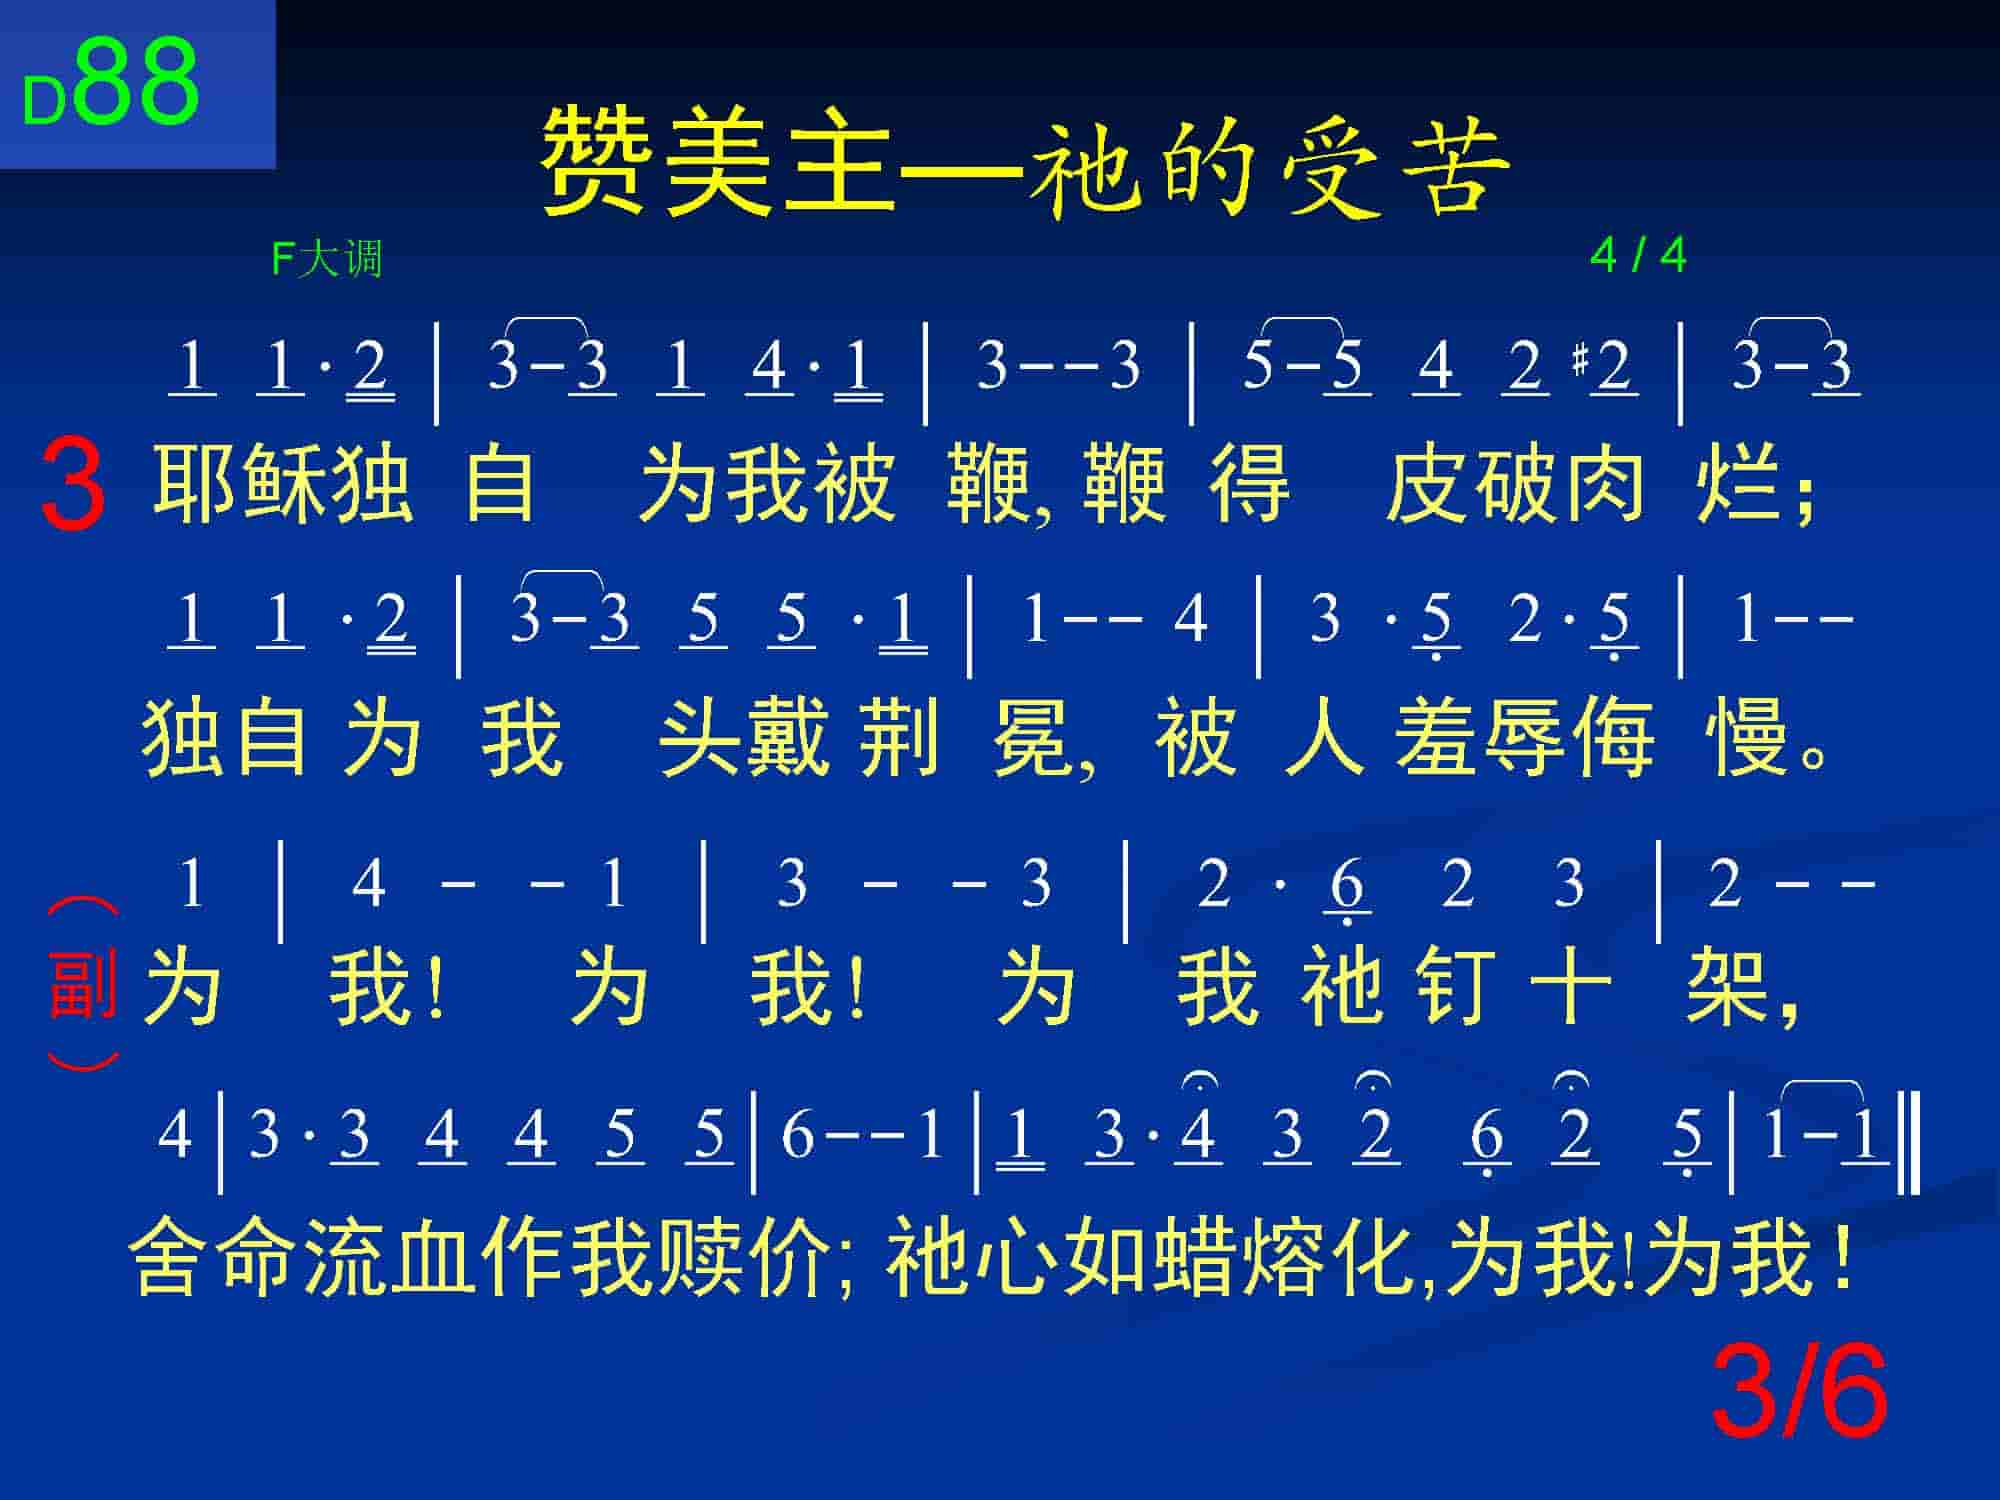 D88
赞美主—祂的受苦
F大调 4 / 4
1 1 · 2 | 3 - 3 1 4 · 1 | 3 - - 3 | 5 - 5 4 2 #2 | 3 - 3
3 耶稣独 自 为我被 鞭, 鞭 得 皮破肉 烂；
1 1 · 2 | 3 - 3 5 5 · 1 | 1 - - 4 | 3 · 5 2 · 5 | 1 - -
独自 为 我 头戴 荆 冕, 被 人 羞辱侮 慢。
1 | 4 - - 1 | 3 - - 3 | 2 · 6 2 3 | 2 - -
（副） 为 我! 为 我! 为 我 祂 钉 十 架，
4 | 3 · 3 4 4 5 5 | 6 - - 1 | 1 3 · 4 3 2 6 2 5 | 1 - 1
舍命流血作我赎价; 祂心如蜡熔化,为我!为我!
3/6